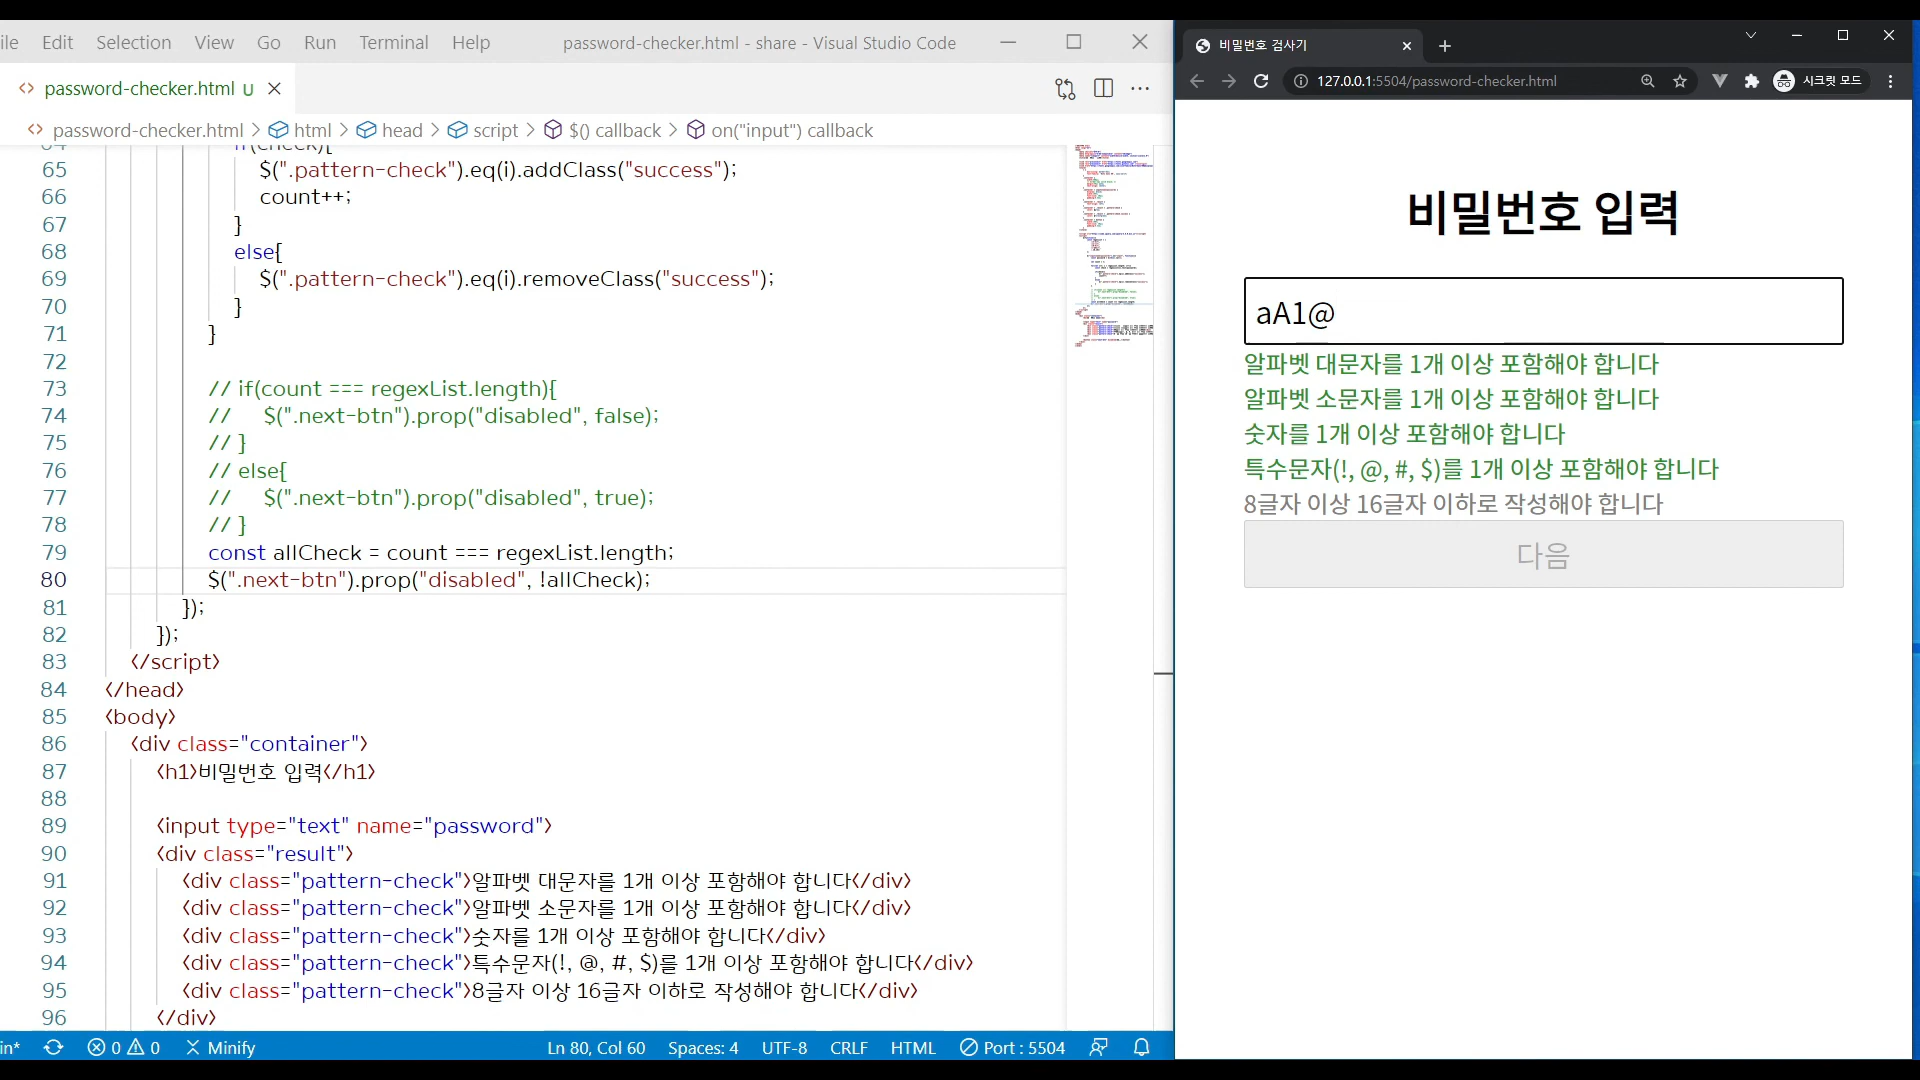 ile Edit Selection View Go Run Terminal Help password-checker.html - share - Visual Studio Code
password-checker.html U
password-checker.html > html > head > script > $() callback > on("input") callback
65 $(".pattern-check").eq(i).addClass("success");
66 count++;
67 }
68 else{
69 $(".pattern-check").eq(i).removeClass("success");
70 }
71 }
72
73 // if(count === regexList.length){
74 // $(".next-btn").prop("disabled", false);
75 // }
76 // else{
77 // $(".next-btn").prop("disabled", true);
78 // }
79 const allCheck = count === regexList.length;
80 $(".next-btn").prop("disabled", !allCheck);
81 });
82 });
83 </script>
84 </head>
85 <body>
86 <div class="container">
87 <h1>비밀번호 입력</h1>
88
89 <input type="text" name="password">
90 <div class="result">
91 <div class="pattern-check">알파벳 대문자를 1개 이상 포함해야 합니다</div>
92 <div class="pattern-check">알파벳 소문자를 1개 이상 포함해야 합니다</div>
93 <div class="pattern-check">숫자를 1개 이상 포함해야 합니다</div>
94 <div class="pattern-check">특수문자(!, @, #, $)를 1개 이상 포함해야 합니다</div>
95 <div class="pattern-check">8글자 이상 16글자 이하로 작성해야 합니다</div>
96 </div>
in* 0 0 Minify Ln 80, Col 60 Spaces: 4 UTF-8 CRLF HTML Port : 5504
비밀번호 검사기
127.0.0.1:5504/password-checker.html 시크릿 모드
비밀번호 입력
aA1@
알파벳 대문자를 1개 이상 포함해야 합니다
알파벳 소문자를 1개 이상 포함해야 합니다
숫자를 1개 이상 포함해야 합니다
특수문자(!, @, #, $)를 1개 이상 포함해야 합니다
8글자 이상 16글자 이하로 작성해야 합니다
다음